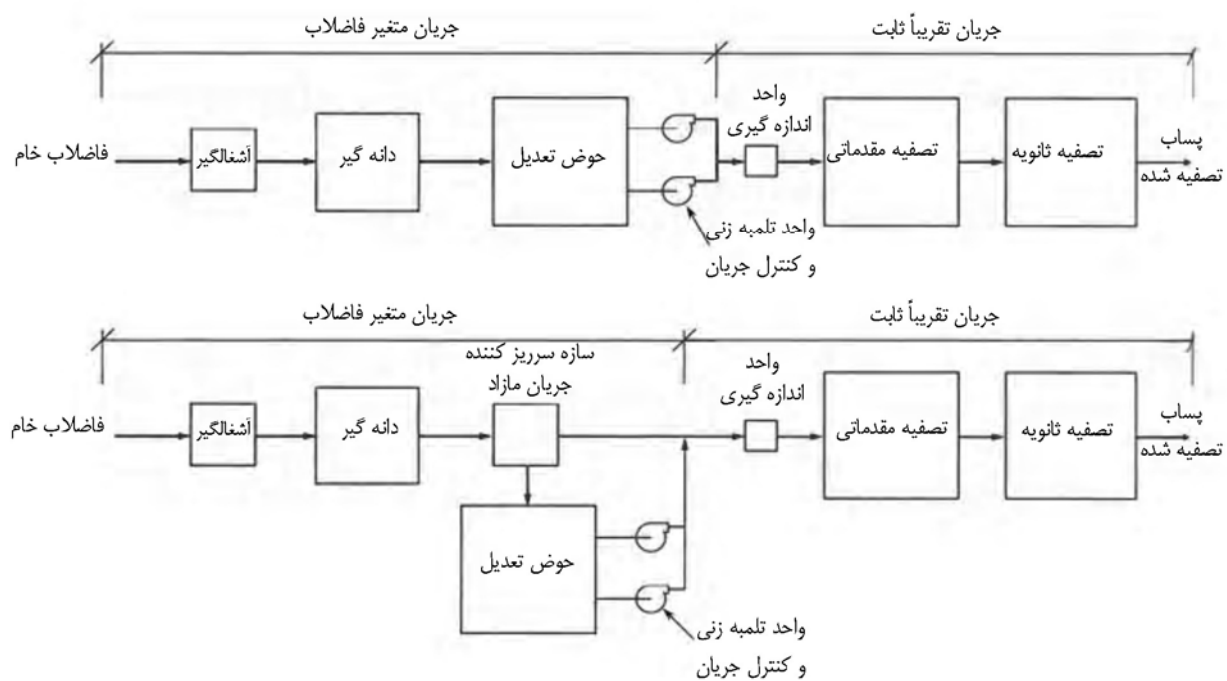 جریان متغیر فاضلاب
جریان تقریباً ثابت
فاضلاب خام
آشغالگیر
دانه گیر
حوض تعدیل
واحد تلمبه زنی
و کنترل جریان
واحد
اندازه گیری
تصفیه مقدماتی
تصفیه ثانویه
پساب
تصفیه شده
جریان متغیر فاضلاب
جریان تقریباً ثابت
فاضلاب خام
آشغالگیر
دانه گیر
سازه سرریز کننده
جریان مازاد
حوض تعدیل
واحد تلمبه زنی
و کنترل جریان
واحد
اندازه گیری
تصفیه مقدماتی
تصفیه ثانویه
پساب
تصفیه شده